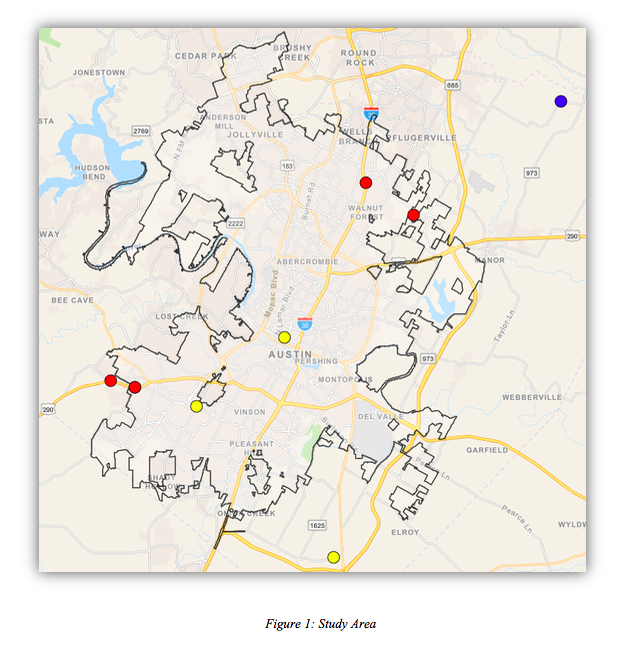 CEDAR PARK
BRUSHY
CREEK
ROUND
ROCK
JONESTOWN
685
ANDERSON
MILL
JOLLYVILLE
WELLS
BRANCH
PFLUGERVILLE
2769
N FM
183
HUDSON
BEND
973
Burnet Rd
WALNUT
FOREST
2222
WAY
290
ABERCROMBIE
MANOR
Mopac Blvd
N Lamar Blvd
BEE CAVE
LOST CREEK
35
Taylor Ln
AUSTIN
PERSHING
973
MONTOPOLIS
290
WEBBERVILLE
VINSON
DEL VALLE
PLEASANT
GARFIELD
SHADY
HOLLOW
Pearce Ln
Pearce Ln
ONION CREEK
1625
ELROY
WYLDW
Figure 1: Study Area